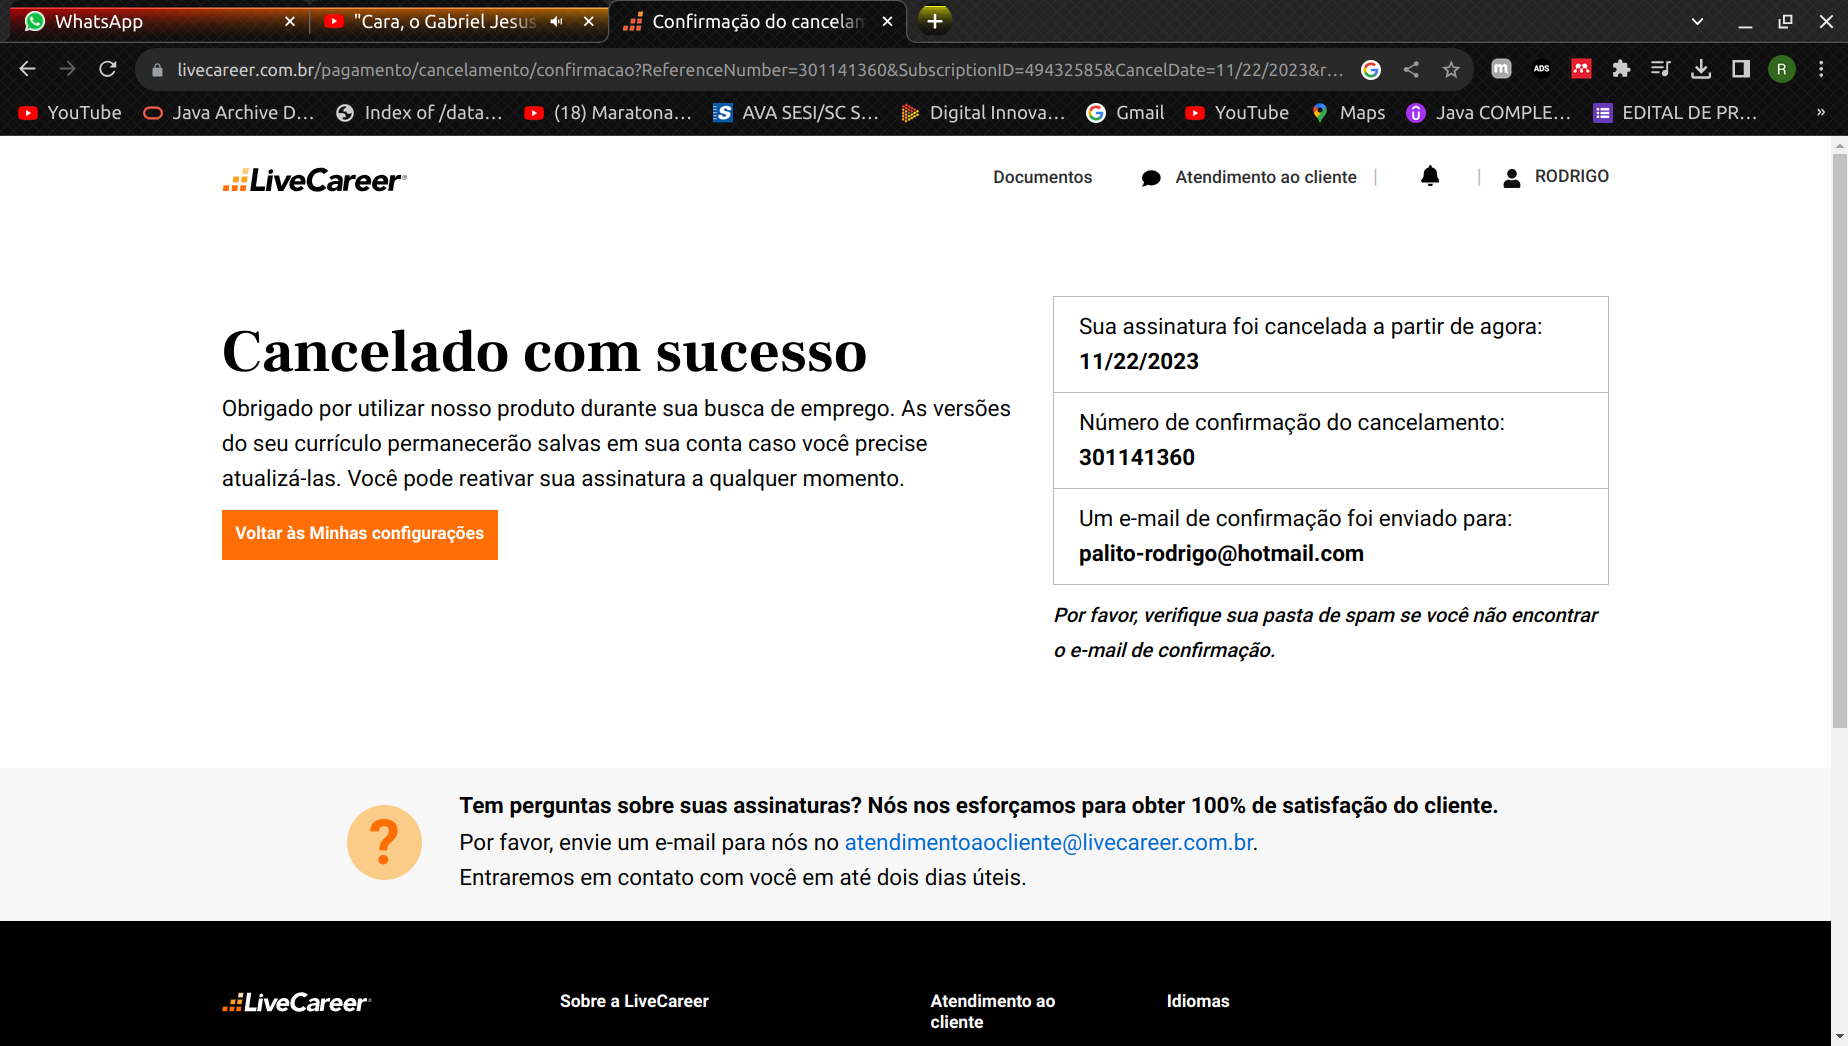 WhatsApp
"Cara, o Gabriel Jesus
Confirmação do cancelam
livecareer.com.br/pagamento/cancelamento/confirmacao?ReferenceNumber=301141360&SubscriptionID=49432585&CancelDate=11/22/2023&r...
m
ADS
R
YouTube
Java Archive D...
Index of /data...
(18) Maratona...
S
AVA SESI/SC S...
Digital Innova...
Gmail
YouTube
Maps
Java COMPLE...
EDITAL DE PR...
»
LiveCareer®
Documentos
Atendimento ao cliente
RODRIGO
Cancelado com sucesso
Obrigado por utilizar nosso produto durante sua busca de emprego. As versões
do seu currículo permanecerão salvas em sua conta caso você precise
atualizá-las. Você pode reativar sua assinatura a qualquer momento.
Voltar às Minhas configurações
Sua assinatura foi cancelada a partir de agora:
11/22/2023
Número de confirmação do cancelamento:
301141360
Um e-mail de confirmação foi enviado para:
palito-rodrigo@hotmail.com
Por favor, verifique sua pasta de spam se você não encontrar
o e-mail de confirmação.
?
Tem perguntas sobre suas assinaturas? Nós nos esforçamos para obter 100% de satisfação do cliente.
Por favor, envie um e-mail para nós no atendimentoaocliente@livecareer.com.br.
Entraremos em contato com você em até dois dias úteis.
LiveCareer®
Sobre a LiveCareer
Atendimento ao
cliente
Idiomas